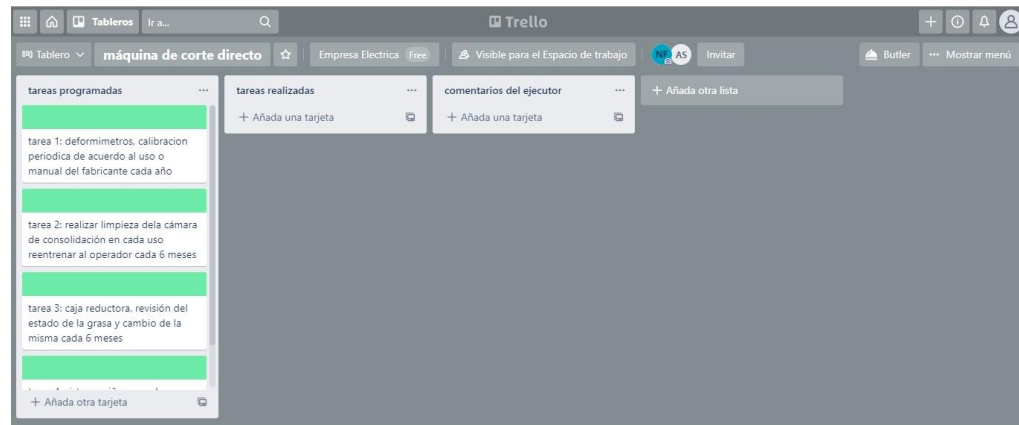 Tableros
Ir a...
Trello
Tablero
máquina de corte directo
Empresa Electrica Free
Visible para el Espacio de trabajo
NF AS
Invitar
Butler
Mostrar menú
tareas programadas
tarea 1: deformimetros, calibracion
periodica de acuerdo al uso o
manual del fabricante cada año
tarea 2: realizar limpieza dela cámara
de consolidación en cada uso
reentrenar al operador cada 6 meses
tarea 3: caja reductora, revisión del
estado de la grasa y cambio de la
misma cada 6 meses
+ Añada otra tarjeta
tareas realizadas
+ Añada una tarjeta
comentarios del ejecutor
+ Añada una tarjeta
+ Añada otra lista